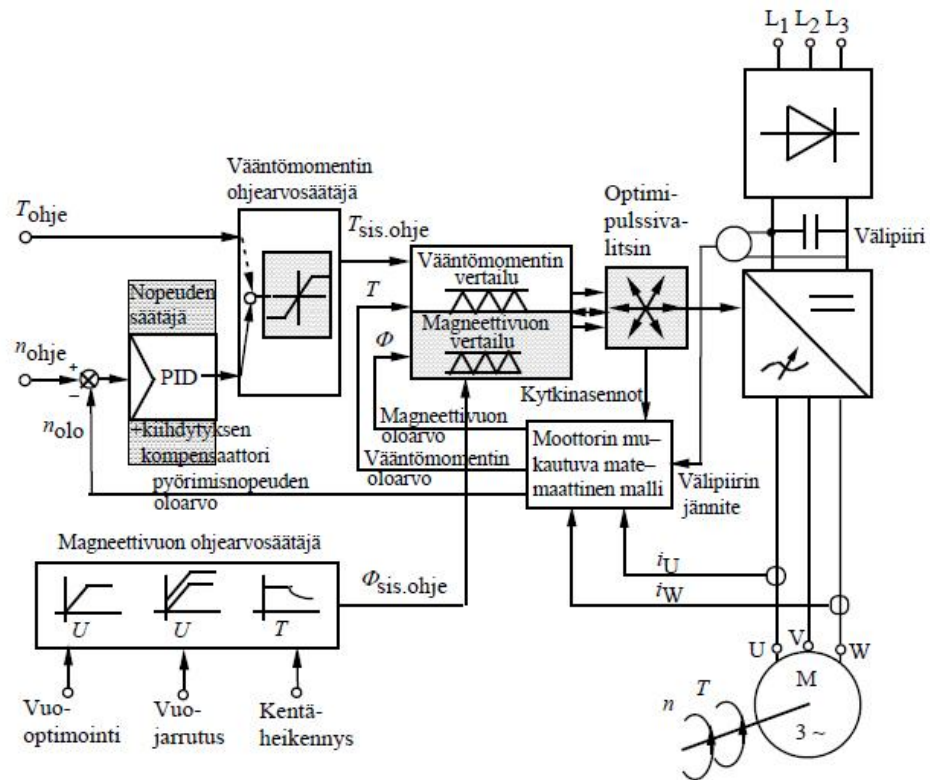 L1 L2 L3
Vääntömomentin
ohjearvosäätäjä
Tohje
Tsis.ohje
Optimi-
pulssiva-
litsin
Välipiiri
Vääntömomentin
vertailu
T
Magneettivuon
vertailu
Φ
Nopeuden
säätäjä
nohje
+
−
PID
nolo
+kiihdytyksen
kompensaattori
Kytkinasennot
Magneettivuon
oloarvo
Vääntömomentin
oloarvo
pyörimisnopeuden
oloarvo
Moottorin mu–
kautuva mate–
maattinen malli
Välipiirin
jännite
Magneettivuon ohjearvosäätäjä
U
U
T
Φsis.ohje
iU
iW
U V W
M
3 ~
n T
Vuo-
optimointi
Vuo-
jarrutus
Kentä-
heikennys